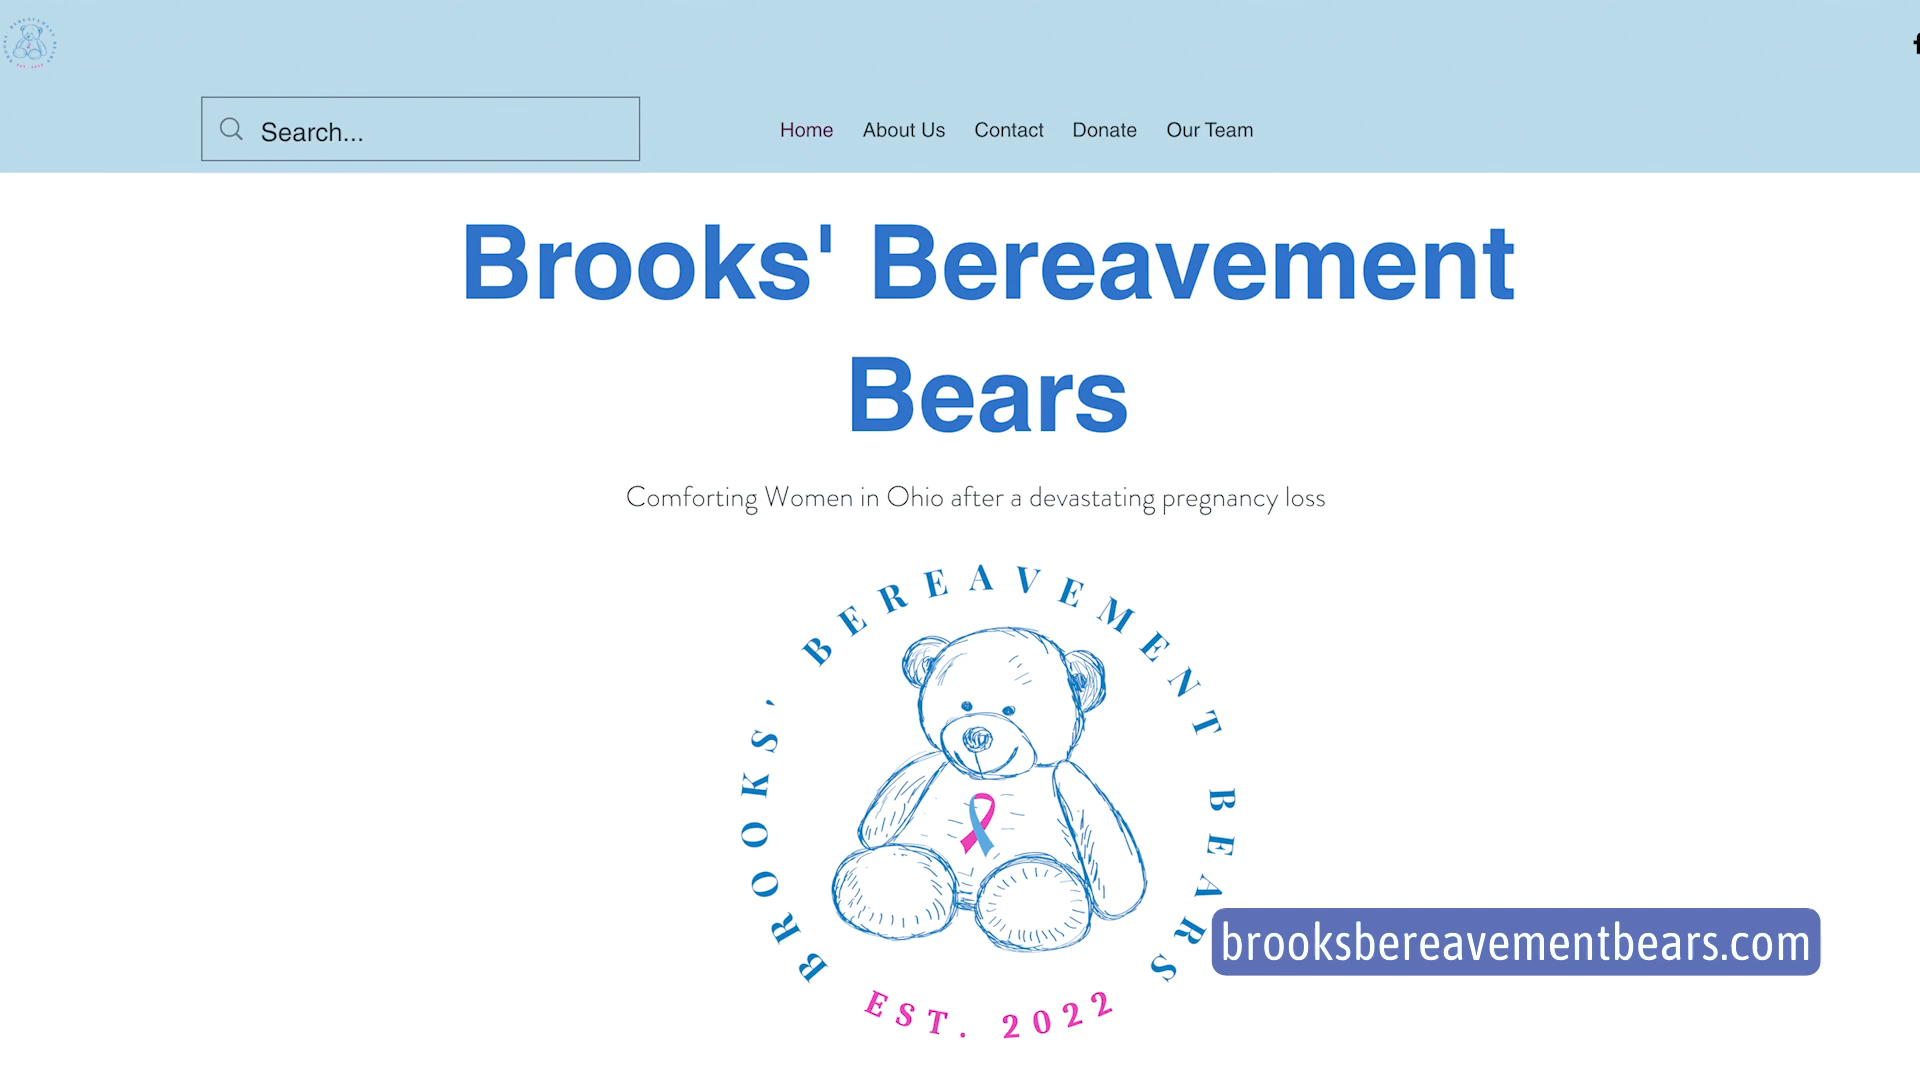 Search...
Home About Us Contact Donate Our Team
Brooks' Bereavement
Bears
Comforting Women in Ohio after a devastating pregnancy loss
BROOKS' BEREAVEMENT BEARS
EST. 2022
brooksbereavementbears.com